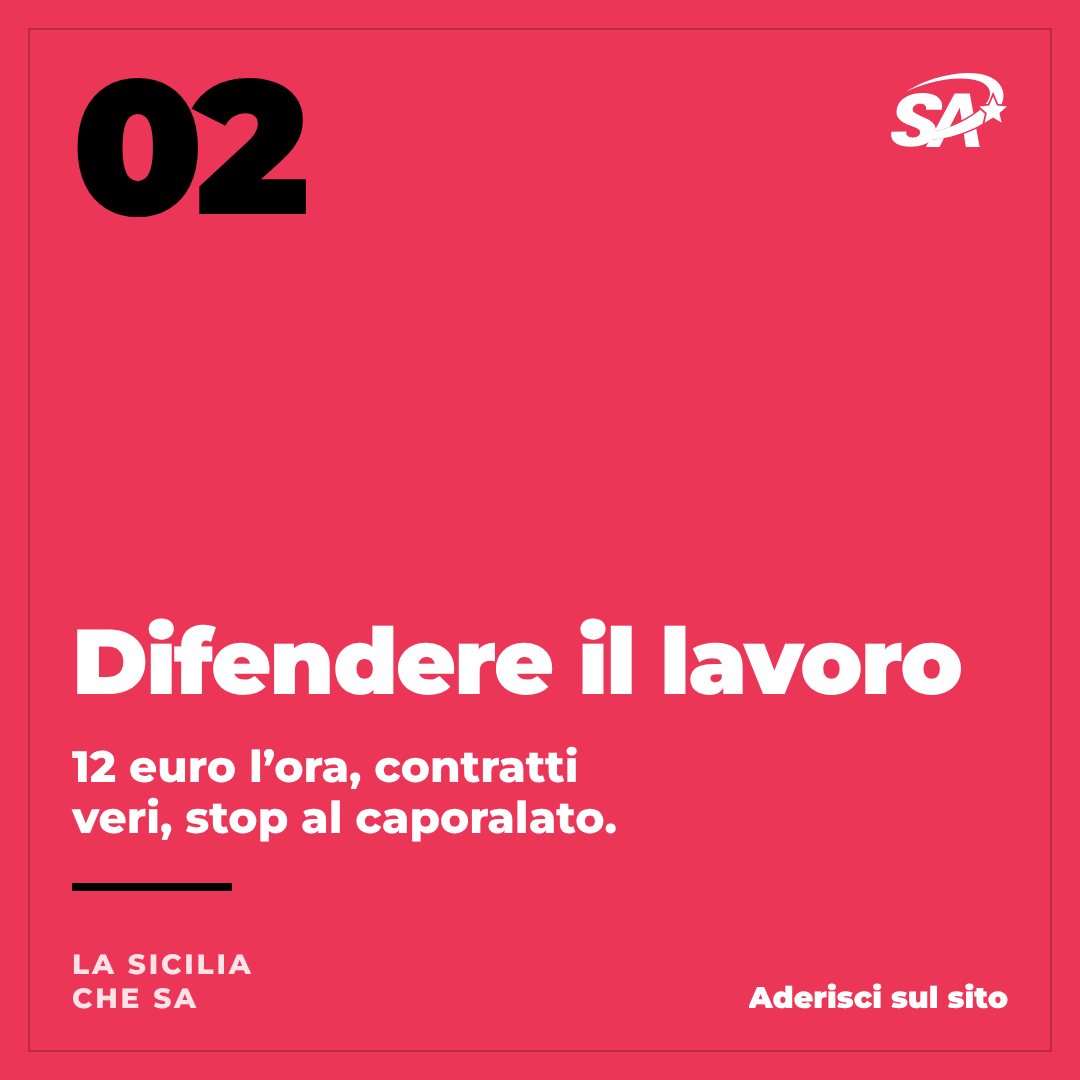 02
SA
Difendere il lavoro
12 euro l’ora, contratti
veri, stop al caporalato.
LA SICILIA
CHE SA
Aderisci sul sito